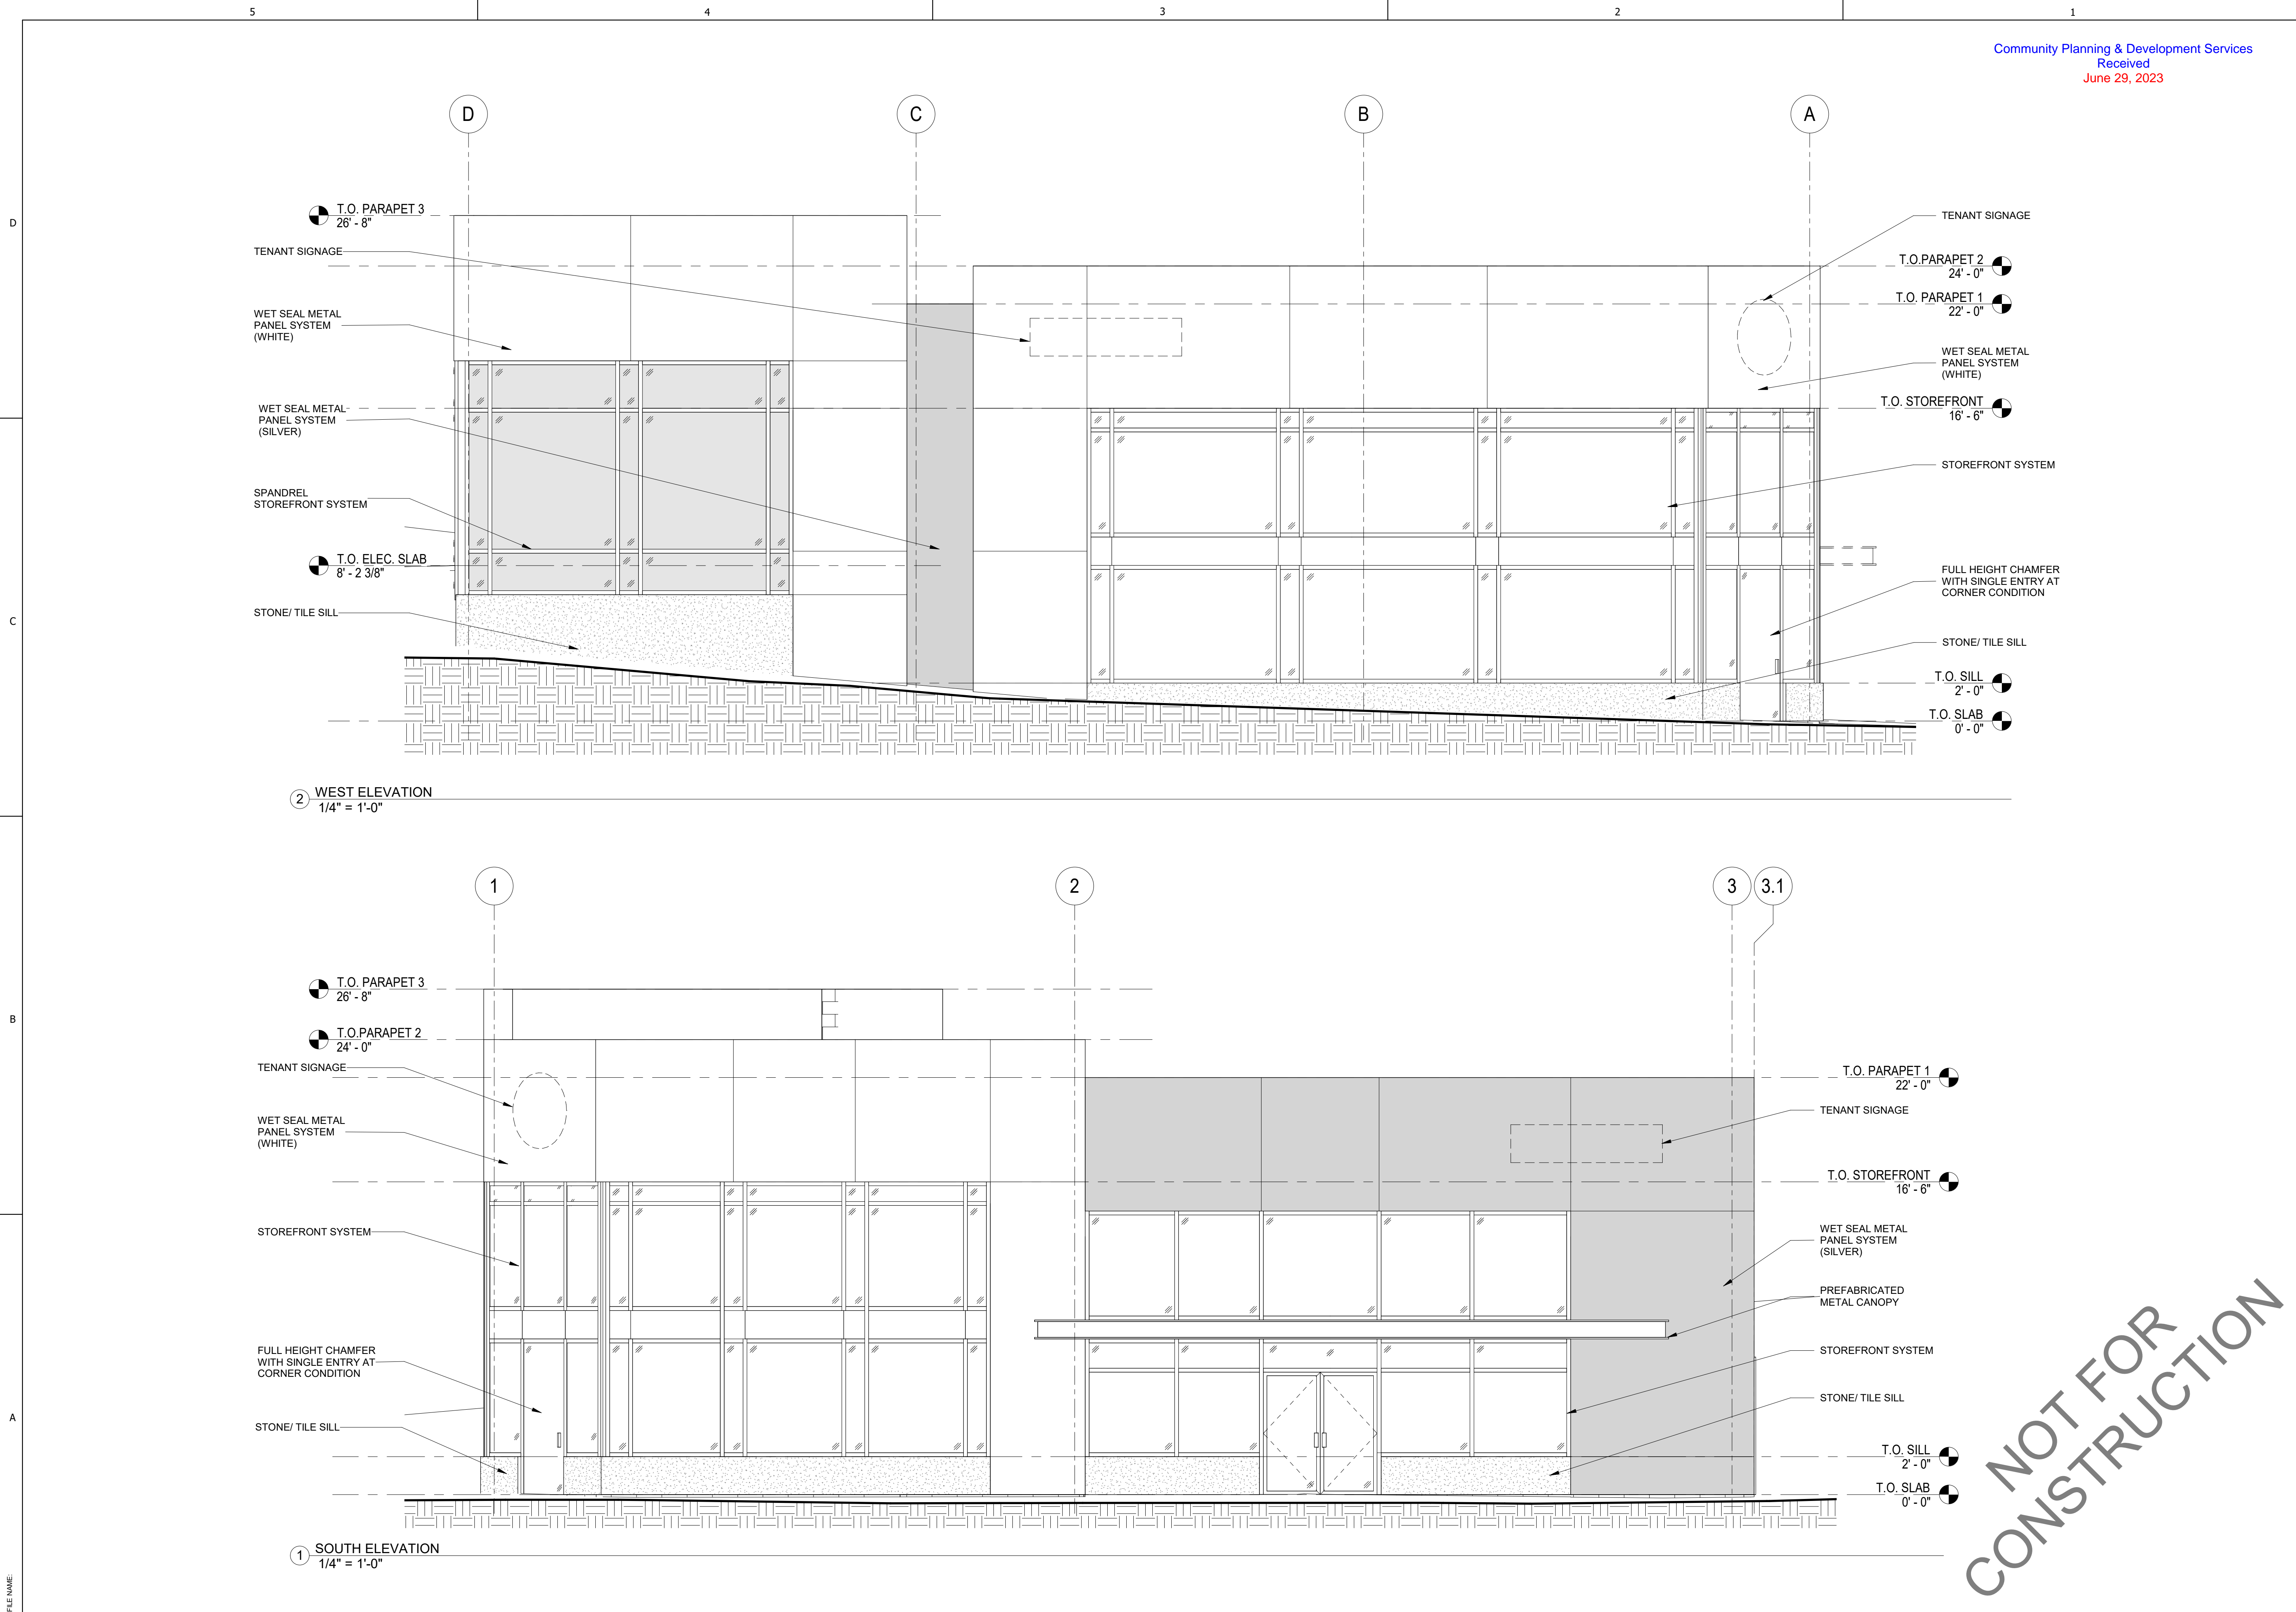 5 4 3 2 1
Community Planning & Development Services
Received
June 29, 2023
D C B A
D
C
B
A
T.O. PARAPET 3
26' - 8"
TENANT SIGNAGE
WET SEAL METAL
PANEL SYSTEM
(WHITE)
WET SEAL METAL
PANEL SYSTEM
(SILVER)
SPANDREL
STOREFRONT SYSTEM
T.O. ELEC. SLAB
8' - 2 3/8"
STONE/ TILE SILL
TENANT SIGNAGE
T.O.PARAPET 2
24' - 0"
T.O. PARAPET 1
22' - 0"
WET SEAL METAL
PANEL SYSTEM
(WHITE)
T.O. STOREFRONT
16' - 6"
STOREFRONT SYSTEM
FULL HEIGHT CHAMFER
WITH SINGLE ENTRY AT
CORNER CONDITION
STONE/ TILE SILL
T.O. SILL
2' - 0"
T.O. SLAB
0' - 0"
2 WEST ELEVATION
1/4" = 1'-0"
1 2 3 3.1
T.O. PARAPET 3
26' - 8"
T.O.PARAPET 2
24' - 0"
TENANT SIGNAGE
WET SEAL METAL
PANEL SYSTEM
(WHITE)
STOREFRONT SYSTEM
FULL HEIGHT CHAMFER
WITH SINGLE ENTRY AT
CORNER CONDITION
STONE/ TILE SILL
T.O. PARAPET 1
22' - 0"
TENANT SIGNAGE
T.O. STOREFRONT
16' - 6"
WET SEAL METAL
PANEL SYSTEM
(SILVER)
PREFABRICATED
METAL CANOPY
STOREFRONT SYSTEM
STONE/ TILE SILL
T.O. SILL
2' - 0"
T.O. SLAB
0' - 0"
1 SOUTH ELEVATION
1/4" = 1'-0"
NOT FOR
CONSTRUCTION
FILE NAME: